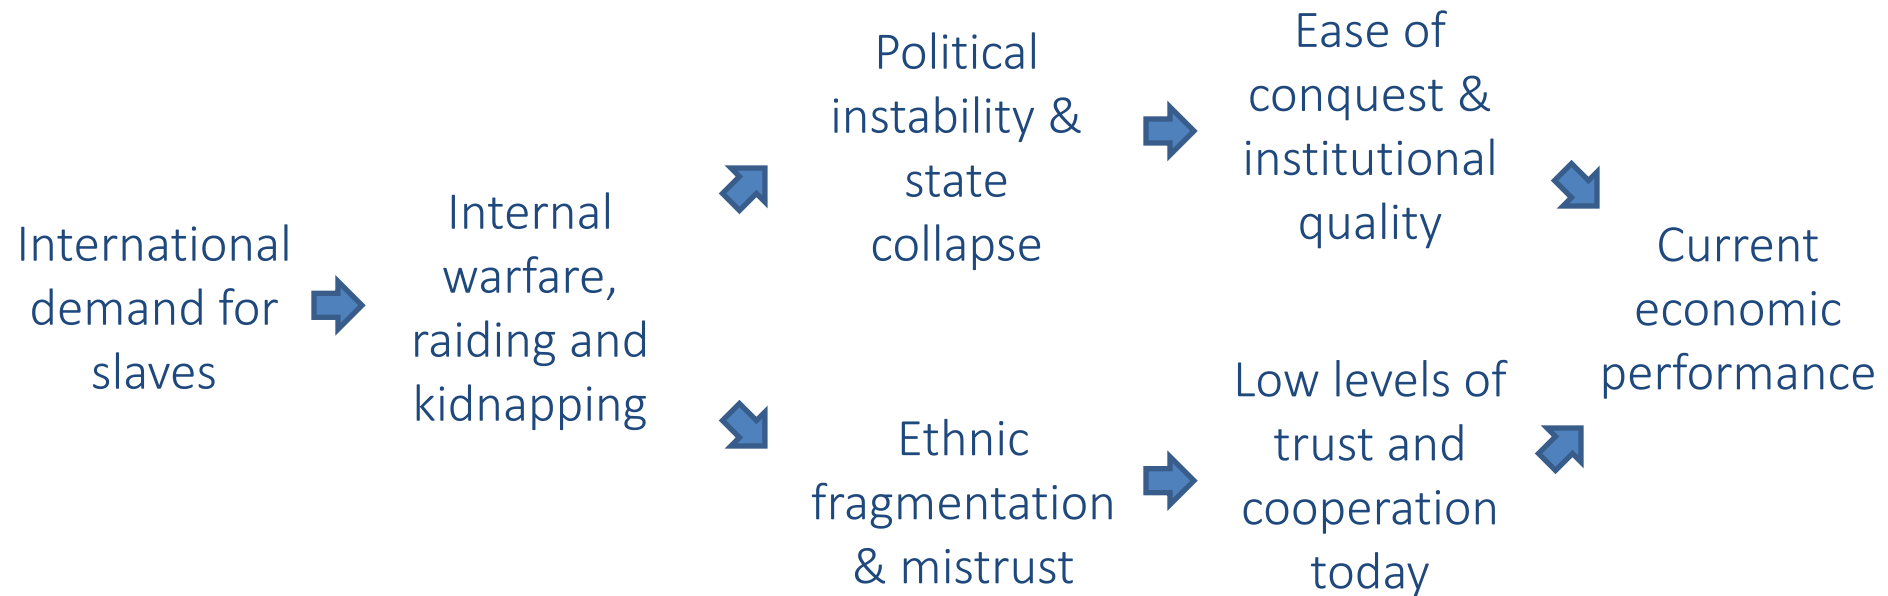 International
demand for
slaves
Internal
warfare,
raiding and
kidnapping
Political
instability &
state
collapse
Ease of
conquest &
institutional
quality
Ethnic
fragmentation
& mistrust
Low levels of
trust and
cooperation
today
Current
economic
performance